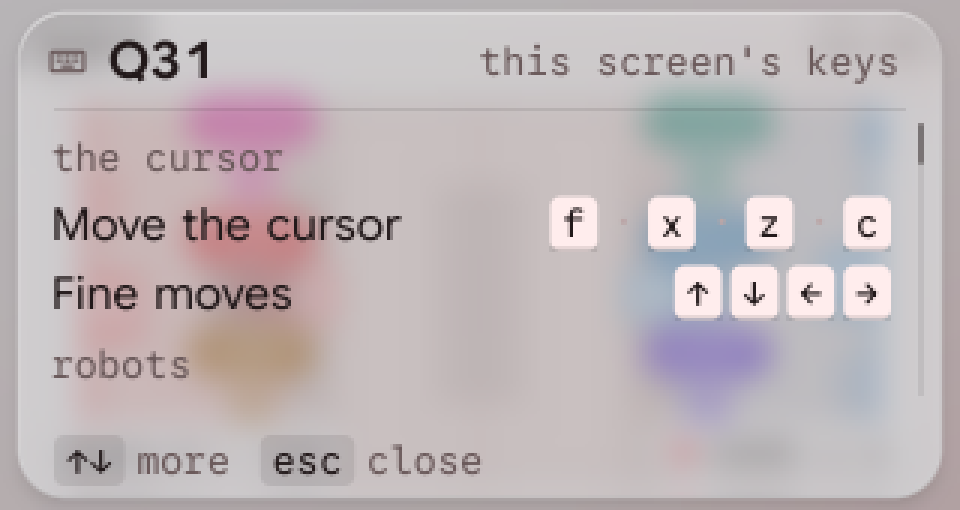 Q31 this screen's keys
the cursor
Move the cursor f · x · z · c
Fine moves ↑ ↓ ← →
robots
↑↓ more esc close